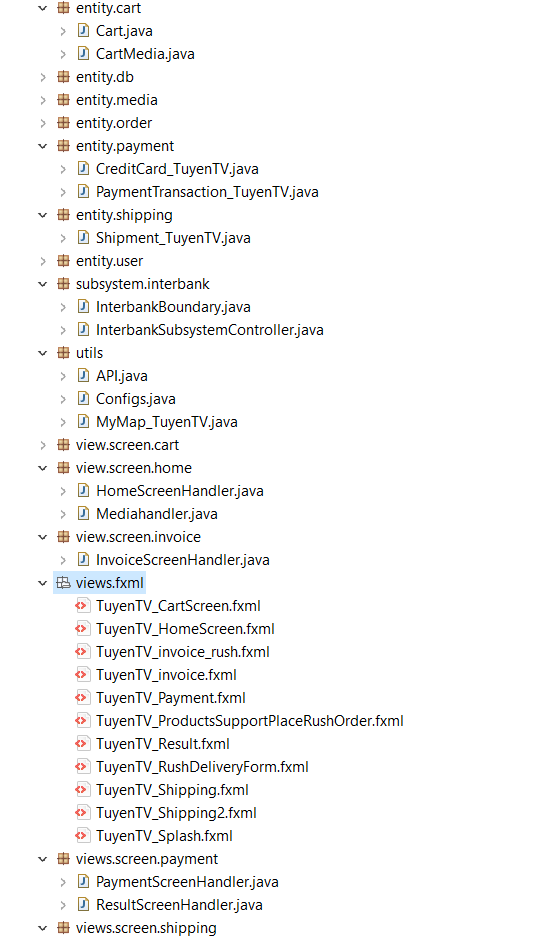 entity.cart
Cart.java
CartMedia.java
entity.db
entity.media
entity.order
entity.payment
CreditCard_TuyenTV.java
PaymentTransaction_TuyenTV.java
entity.shipping
Shipment_TuyenTV.java
entity.user
subsystem.interbank
InterbankBoundary.java
InterbankSubsystemController.java
utils
API.java
Configs.java
MyMap_TuyenTV.java
view.screen.cart
view.screen.home
HomeScreenHandler.java
Mediahandler.java
view.screen.invoice
InvoiceScreenHandler.java
views.fxml
TuyenTV_CartScreen.fxml
TuyenTV_HomeScreen.fxml
TuyenTV_invoice_rush.fxml
TuyenTV_invoice.fxml
TuyenTV_Payment.fxml
TuyenTV_ProductsSupportPlaceRushOrder.fxml
TuyenTV_Result.fxml
TuyenTV_RushDeliveryForm.fxml
TuyenTV_Shipping.fxml
TuyenTV_Shipping2.fxml
TuyenTV_Splash.fxml
views.screen.payment
PaymentScreenHandler.java
ResultScreenHandler.java
views.screen.shipping